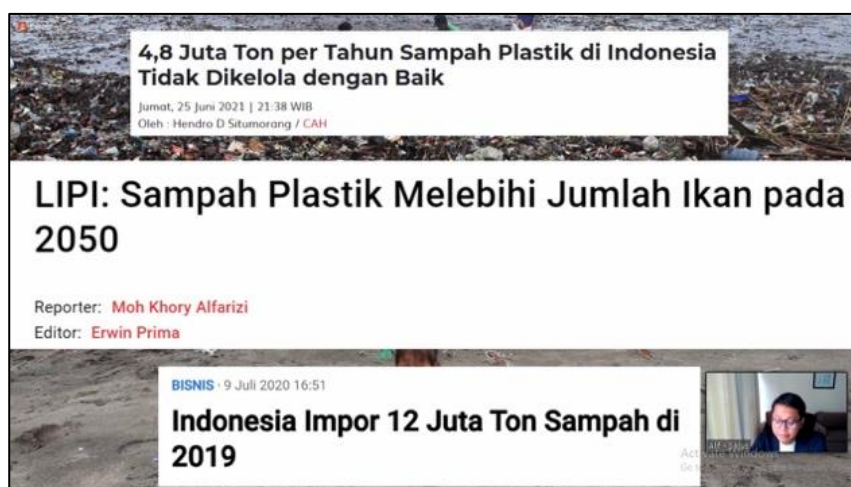 4,8 Juta Ton per Tahun Sampah Plastik di Indonesia
Tidak Dikelola dengan Baik
Jumat, 25 Juni 2021 | 21:38 WIB
Oleh : Hendro D Situmorang / CAH
LIPI: Sampah Plastik Melebihi Jumlah Ikan pada
2050
Reporter: Moh Khory Alfarizi
Editor: Erwin Prima
BISNIS · 9 Juli 2020 16:51
Indonesia Impor 12 Juta Ton Sampah di
2019